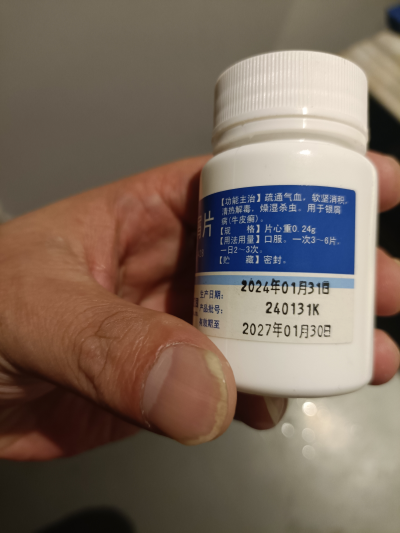 【功能主治】疏通气血，软坚消积，
清热解毒，燥湿杀虫。用于银屑
病(牛皮癣)。
【规　　格】片心重0.24g
【用法用量】口服。一次3～6片，
一日2～3次。
【贮　　藏】密封。
片
生产日期：2024年01月31日
产品批号：240131K
有效期至 2027年01月30日